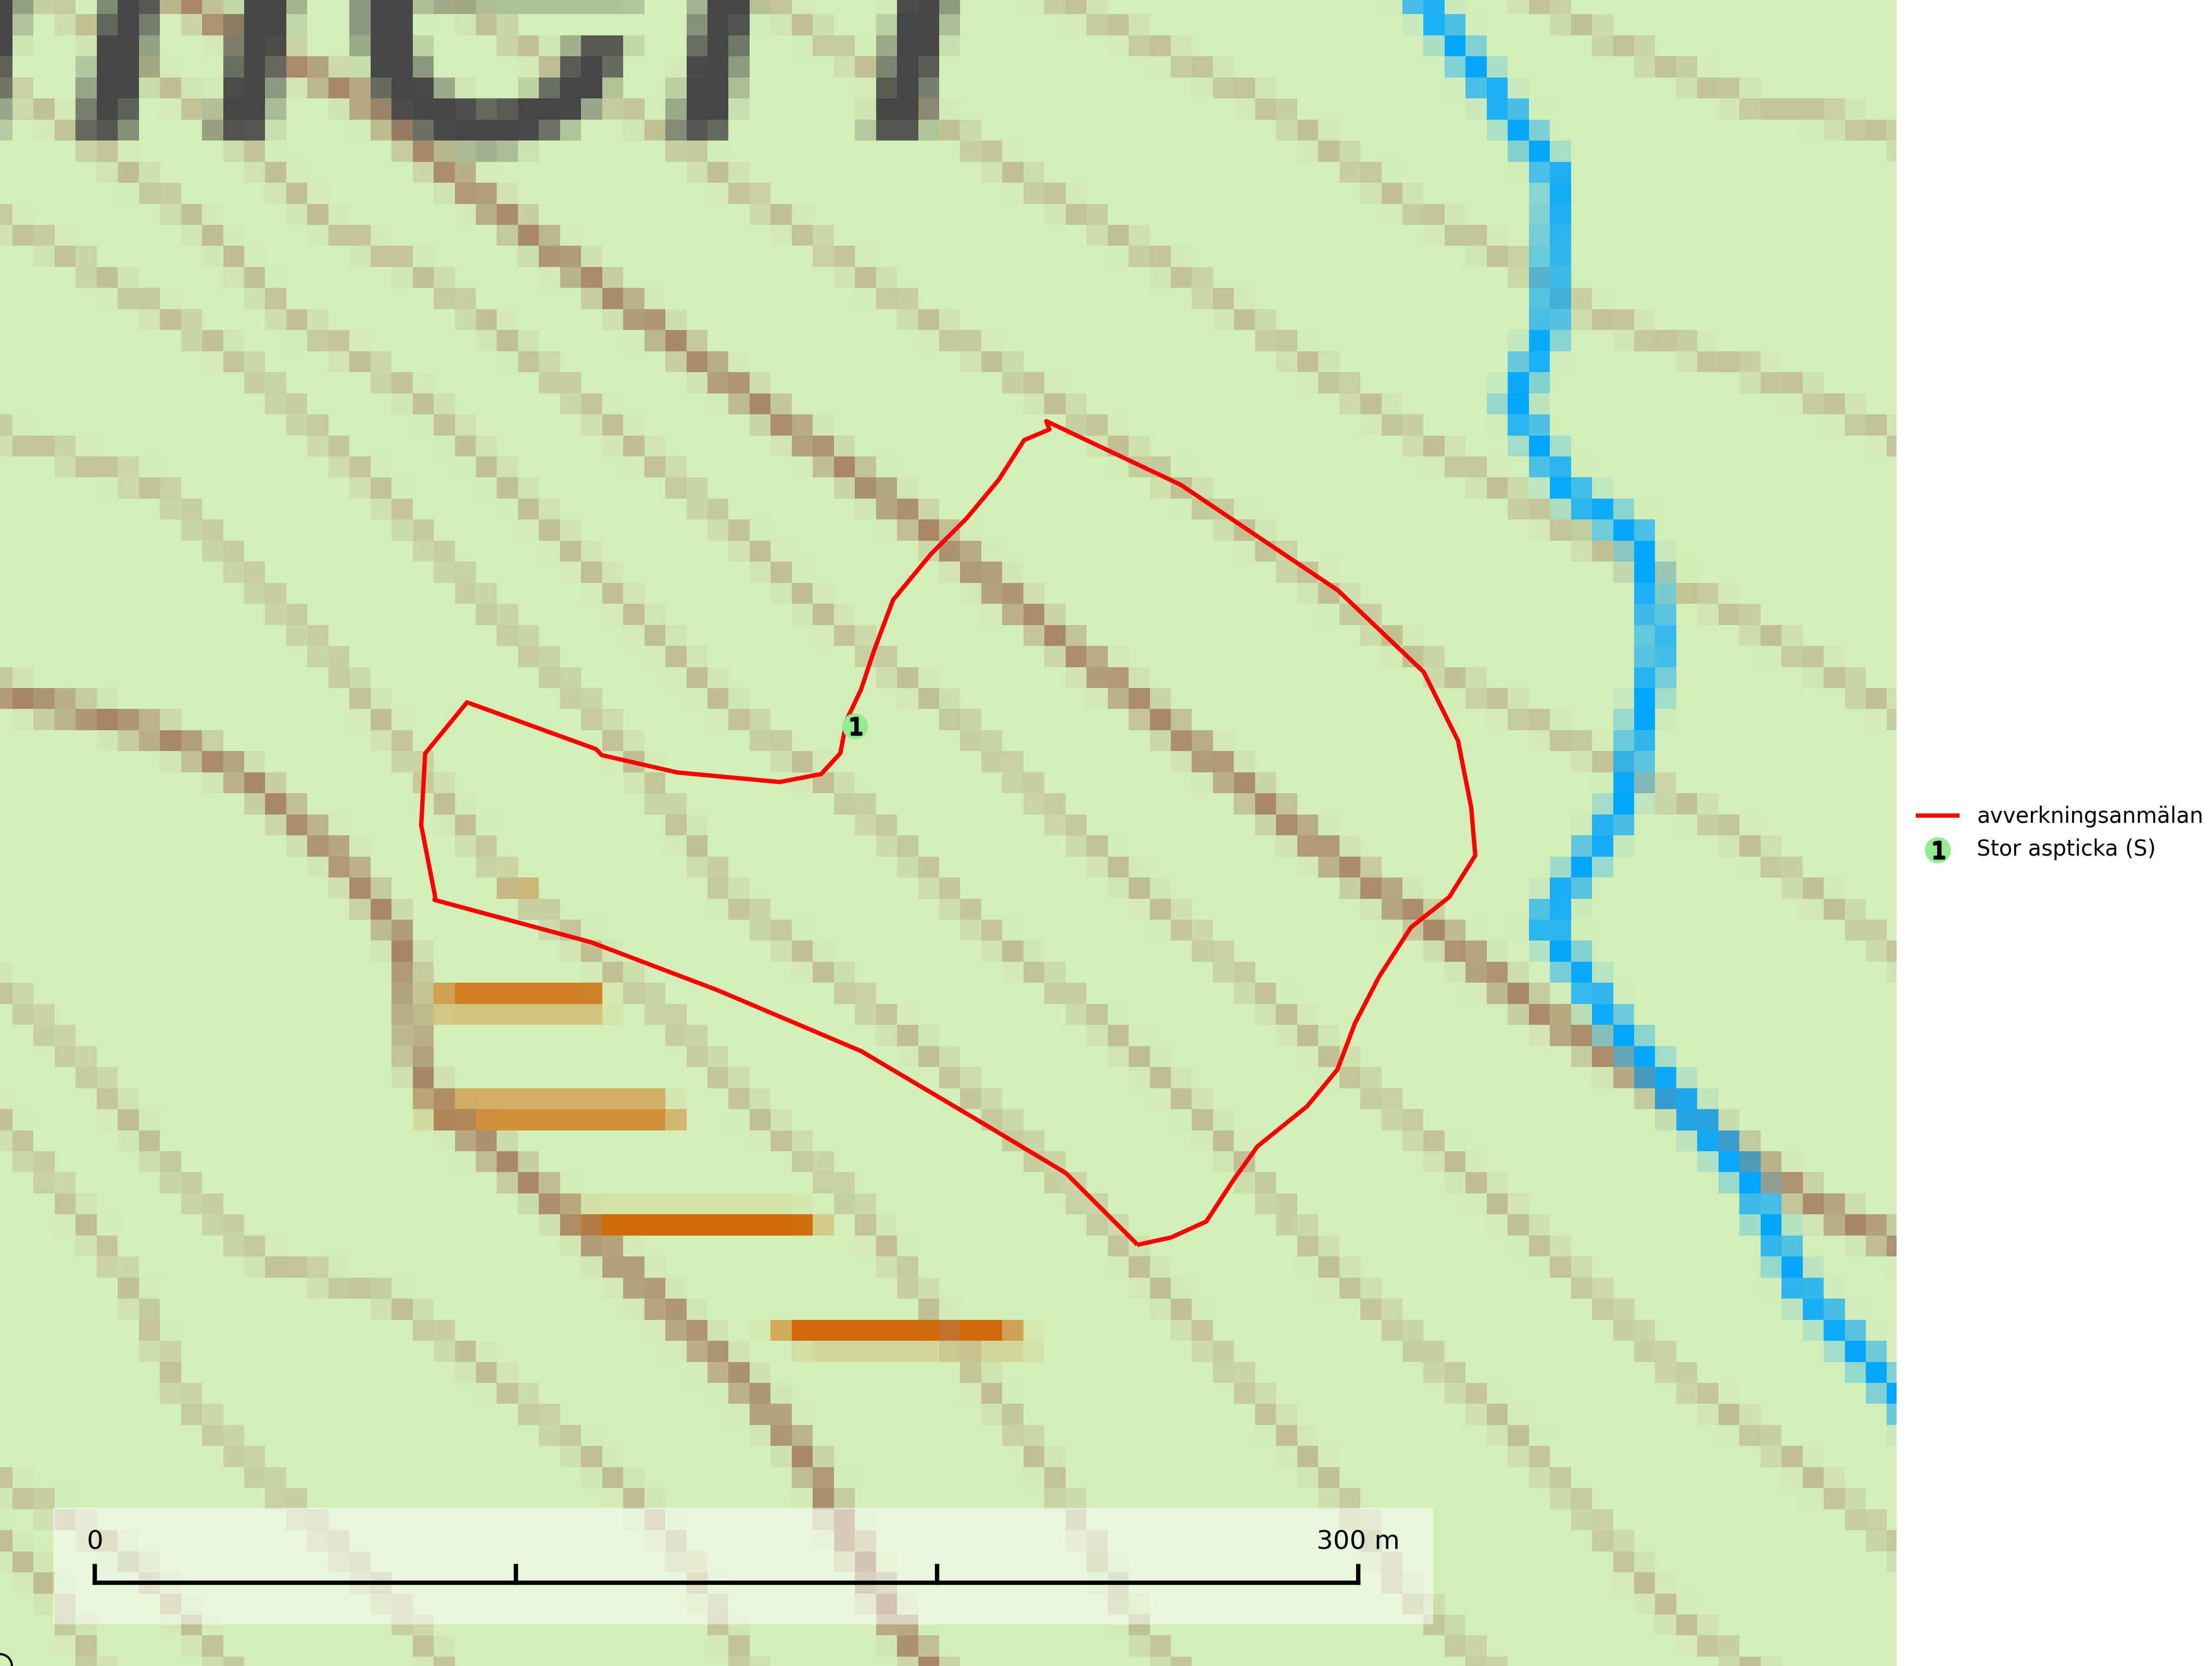 1
avverkningsanmälan
1 Stor aspticka (S)
0 300 m